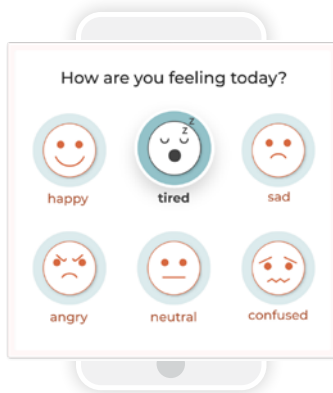 How are you feeling today?
z
z
happy tired sad
angry neutral confused